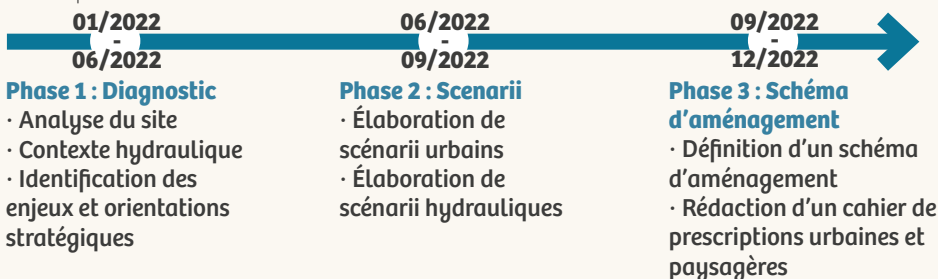 01/2022
-
06/2022
Phase 1 : Diagnostic
· Analyse du site
· Contexte hydraulique
· Identification des
enjeux et orientations
stratégiques
06/2022
-
09/2022
Phase 2 : Scenarii
· Élaboration de
scénarii urbains
· Élaboration de
scénarii hydrauliques
09/2022
-
12/2022
Phase 3 : Schéma
d’aménagement
· Définition d’un schéma
d’aménagement
· Rédaction d’un cahier de
prescriptions urbaines et
paysagères